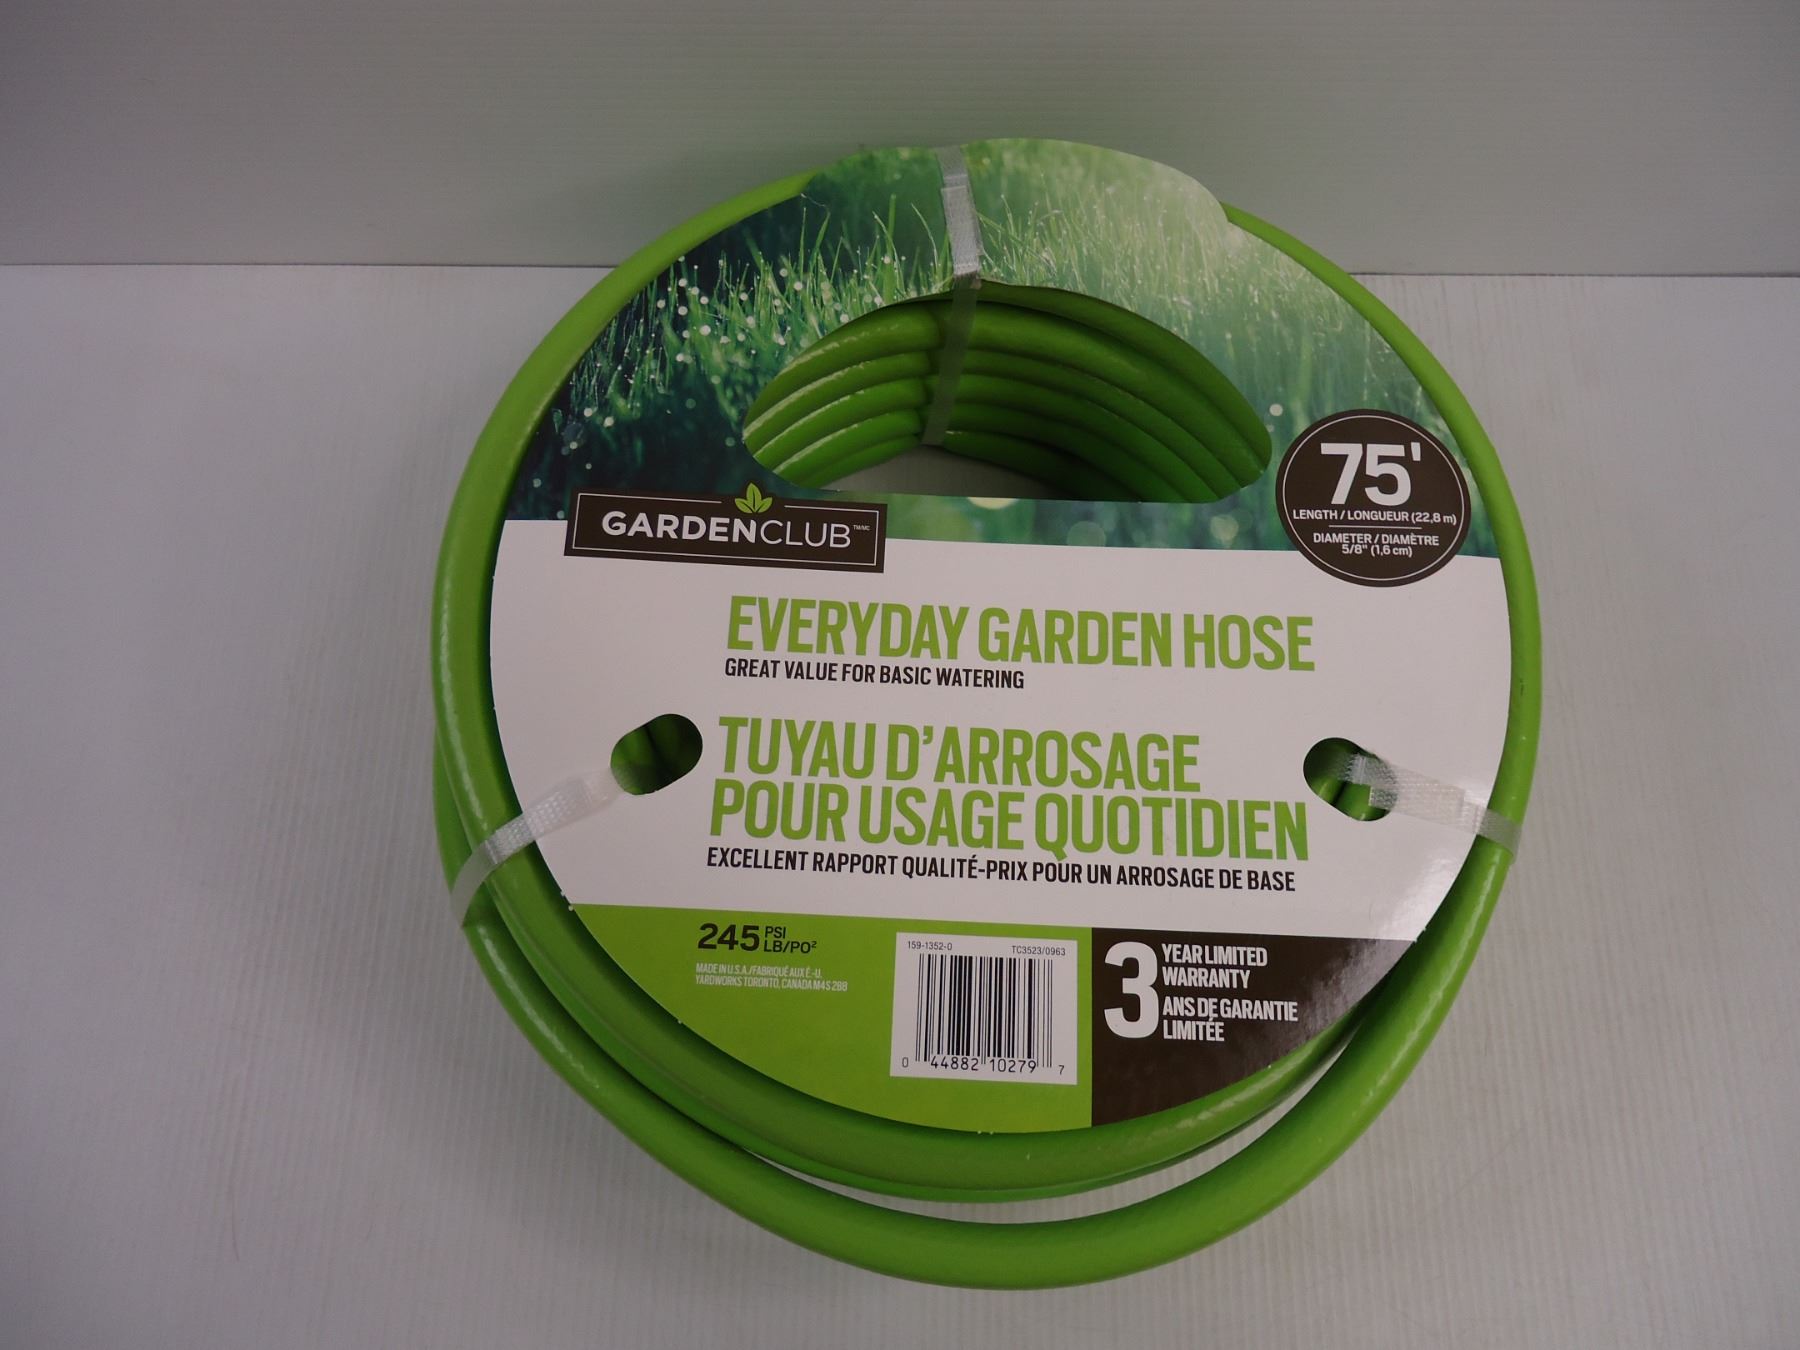 GARDENCLUB™/MC
75'
LENGTH / LONGUEUR (22,8 m)
DIAMETER / DIAMÈTRE
5/8" (1,6 cm)
EVERYDAY GARDEN HOSE
GREAT VALUE FOR BASIC WATERING
TUYAU D'ARROSAGE
POUR USAGE QUOTIDIEN
EXCELLENT RAPPORT QUALITÉ-PRIX POUR UN ARROSAGE DE BASE
245 PSI
LB/PO²
MADE IN U.S.A./FABRIQUÉ AUX É.-U.
YARDWORKS TORONTO, CANADA M4S 2B8
159-1352-0 TC3523/0963
0 44882 10279 7
3 YEAR LIMITED
WARRANTY
ANS DE GARANTIE
LIMITÉE